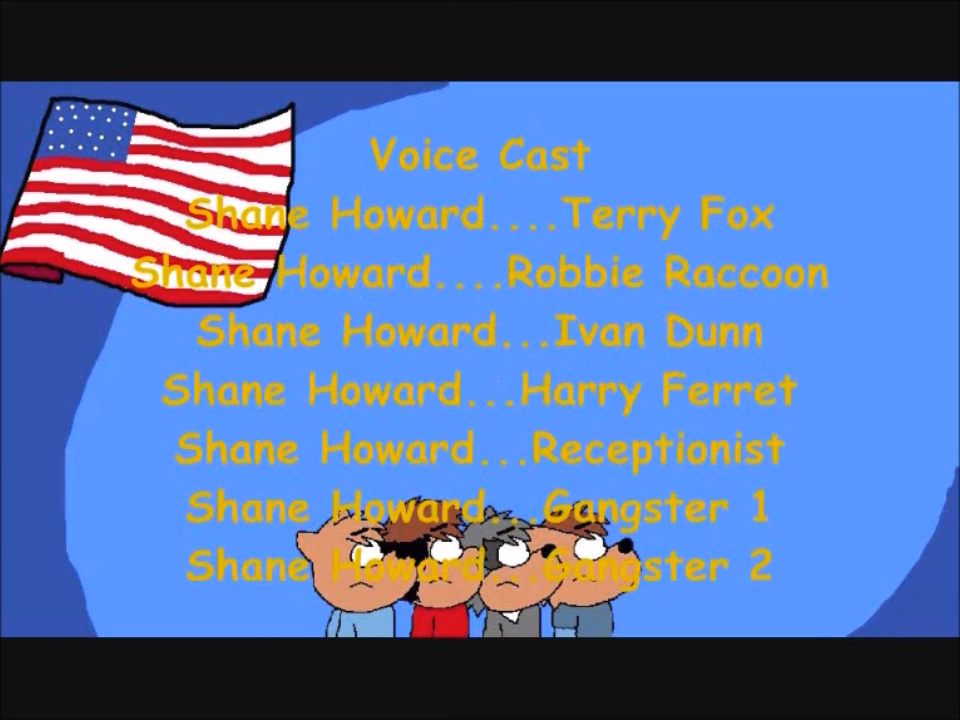 Voice Cast
Shane Howard....Terry Fox
Shane Howard....Robbie Raccoon
Shane Howard...Ivan Dunn
Shane Howard...Harry Ferret
Shane Howard...Receptionist
Shane Howard...Gangster 1
Shane Howard...Gangster 2